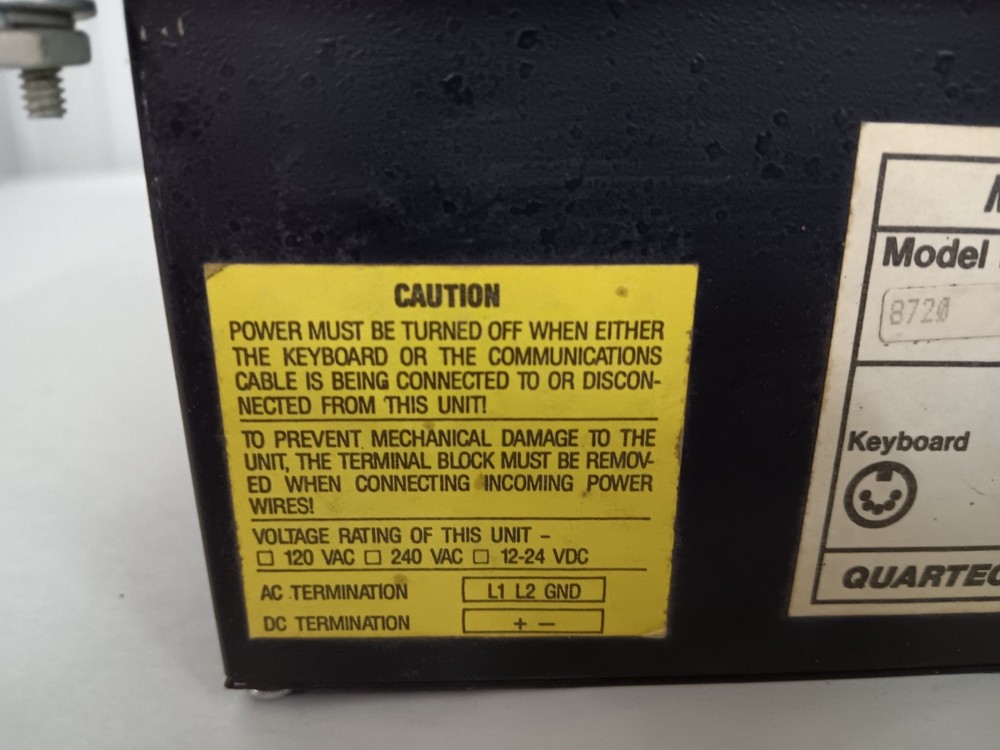 CAUTION
POWER MUST BE TURNED OFF WHEN EITHER
THE KEYBOARD OR THE COMMUNICATIONS
CABLE IS BEING CONNECTED TO OR DISCON-
NECTED FROM THIS UNIT!
TO PREVENT MECHANICAL DAMAGE TO THE
UNIT, THE TERMINAL BLOCK MUST BE REMOV-
ED WHEN CONNECTING INCOMING POWER
WIRES!
VOLTAGE RATING OF THIS UNIT -
☐ 120 VAC ☐ 240 VAC ☐ 12-24 VDC
AC TERMINATION L1 L2 GND
DC TERMINATION + -
Model
8720
Keyboard
QUARTEC